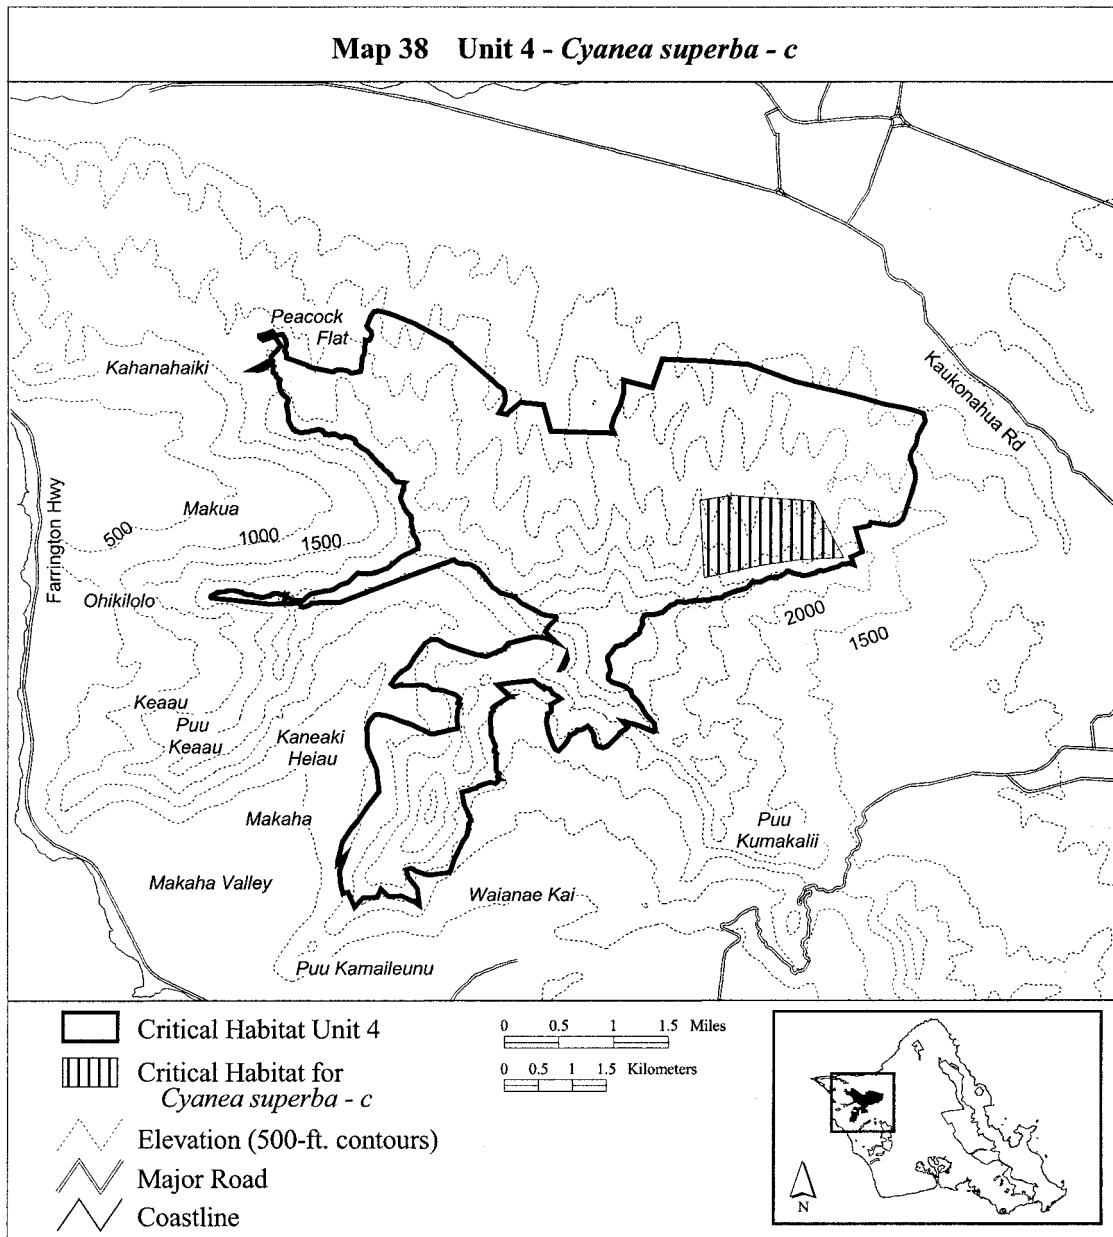 Map 38 Unit 4 - Cyanea superba - c
Peacock
Flat
Kahanahaiki
Kaukonahua Rd
Farrington Hwy
Makua
500
1000
1500
Ohikilolo
2000
1500
Keaau
Puu
Keaau
Kaneaki
Heiau
Makaha
Puu
Kumakalii
Makaha Valley
Waianae Kai
Puu Kamaileunu
Critical Habitat Unit 4
Critical Habitat for
Cyanea superba - c
Elevation (500-ft. contours)
Major Road
Coastline
0 0.5 1 1.5 Miles
0 0.5 1 1.5 Kilometers
N